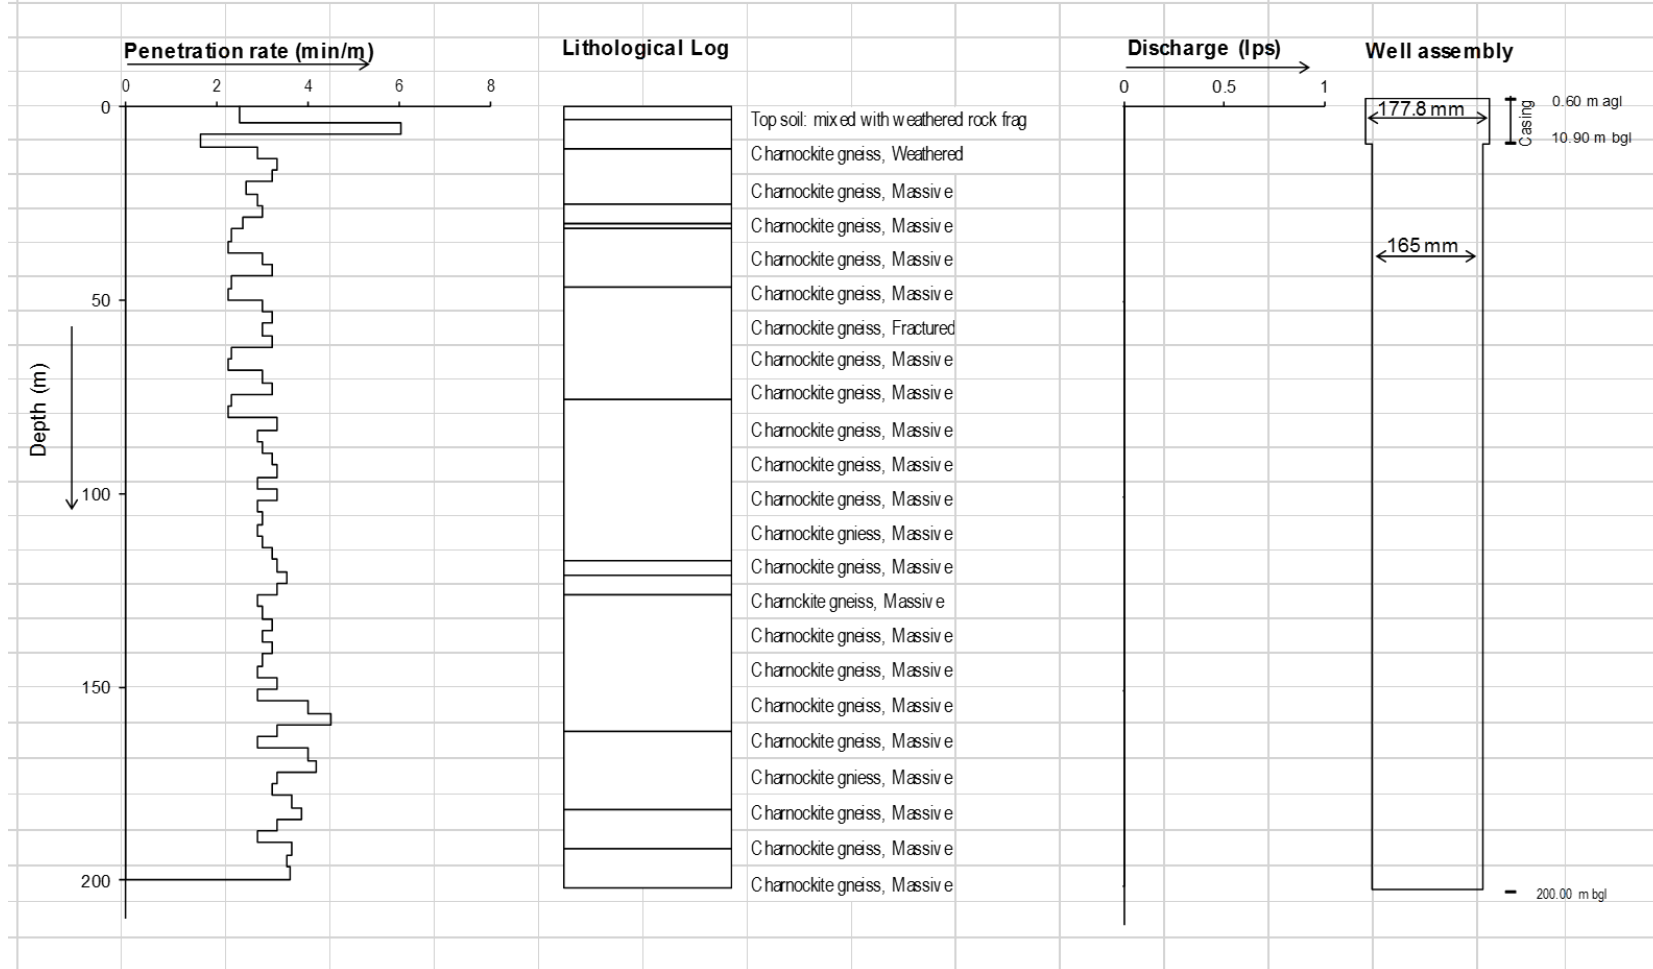 Penetration rate (min/m)
0 2 4 6 8
0
50
100
150
200
Depth (m)
Lithological Log
Top soil: mixed with weathered rock frag
Charnockite gneiss, Weathered
Charnockite gneiss, Massive
Charnockite gneiss, Massive
Charnockite gneiss, Massive
Charnockite gneiss, Massive
Charnockite gneiss, Fractured
Charnockite gneiss, Massive
Charnockite gneiss, Massive
Charnockite gneiss, Massive
Charnockite gneiss, Massive
Charnockite gneiss, Massive
Charnockite gniess, Massive
Charnockite gneiss, Massive
Charnckite gneiss, Massive
Charnockite gneiss, Massive
Charnockite gneiss, Massive
Charnockite gneiss, Massive
Charnockite gneiss, Massive
Charnockite gniess, Massive
Charnockite gneiss, Massive
Charnockite gneiss, Massive
Charnockite gneiss, Massive
Discharge (lps)
0 0.5 1
Well assembly
177.8 mm
Casing
0.60 m agl
10.90 m bgl
165 mm
200.00 m bgl